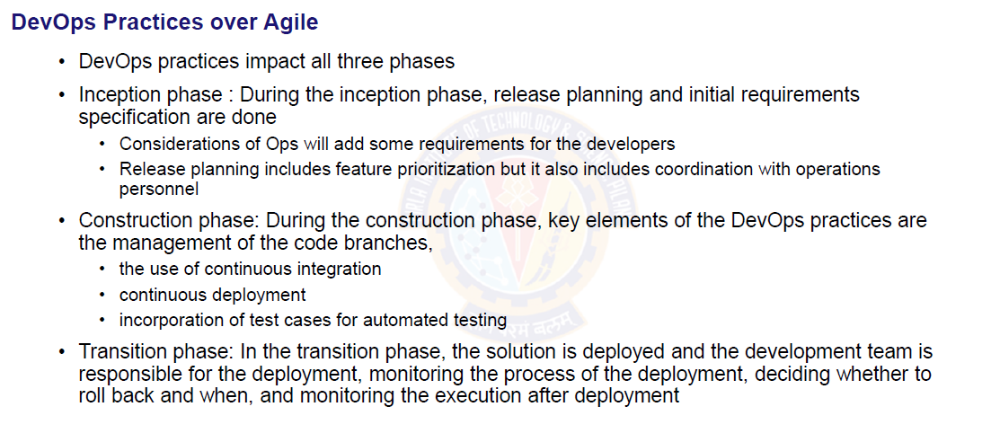 DevOps Practices over Agile
• DevOps practices impact all three phases
• Inception phase : During the inception phase, release planning and initial requirements
specification are done
• Considerations of Ops will add some requirements for the developers
• Release planning includes feature prioritization but it also includes coordination with operations
personnel
• Construction phase: During the construction phase, key elements of the DevOps practices are
the management of the code branches,
• the use of continuous integration
• continuous deployment
• incorporation of test cases for automated testing
• Transition phase: In the transition phase, the solution is deployed and the development team is
responsible for the deployment, monitoring the process of the deployment, deciding whether to
roll back and when, and monitoring the execution after deployment
OF TECHNOLOGY &